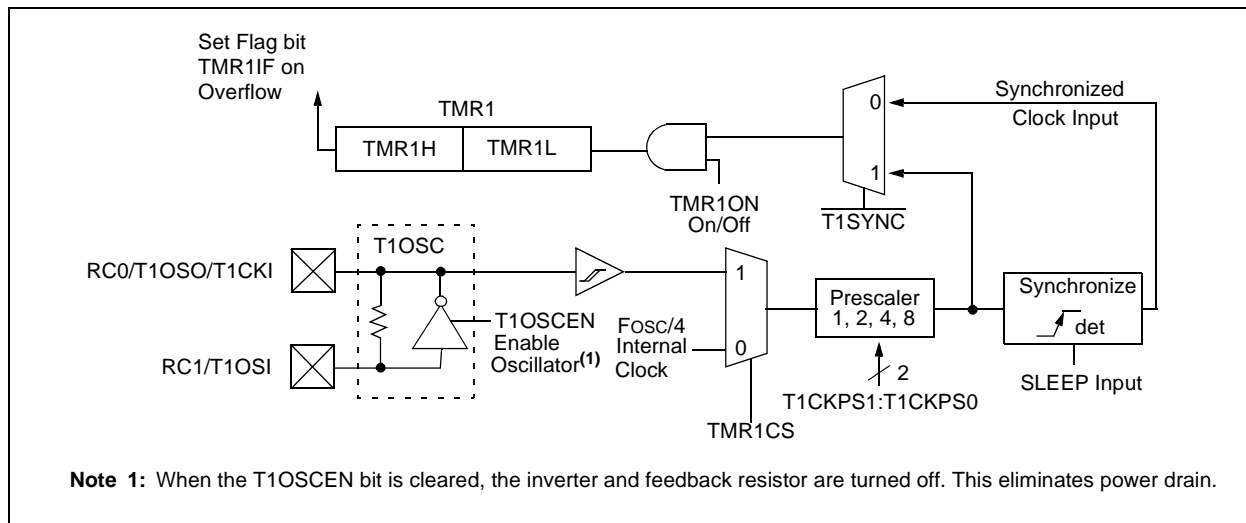 Set Flag bit
TMR1IF on
Overflow
TMR1
TMR1H
TMR1L
TMR1ON
On/Off
0
1
T1SYNC
Synchronized
Clock Input
RC0/T1OSO/T1CKI
T1OSC
RC1/T1OSI
T1OSCEN
Enable
Oscillator(1)
FOSC/4
Internal
Clock
1
0
TMR1CS
Prescaler
1, 2, 4, 8
2
T1CKPS1:T1CKPS0
Synchronize
det
SLEEP Input
Note 1: When the T1OSCEN bit is cleared, the inverter and feedback resistor are turned off. This eliminates power drain.